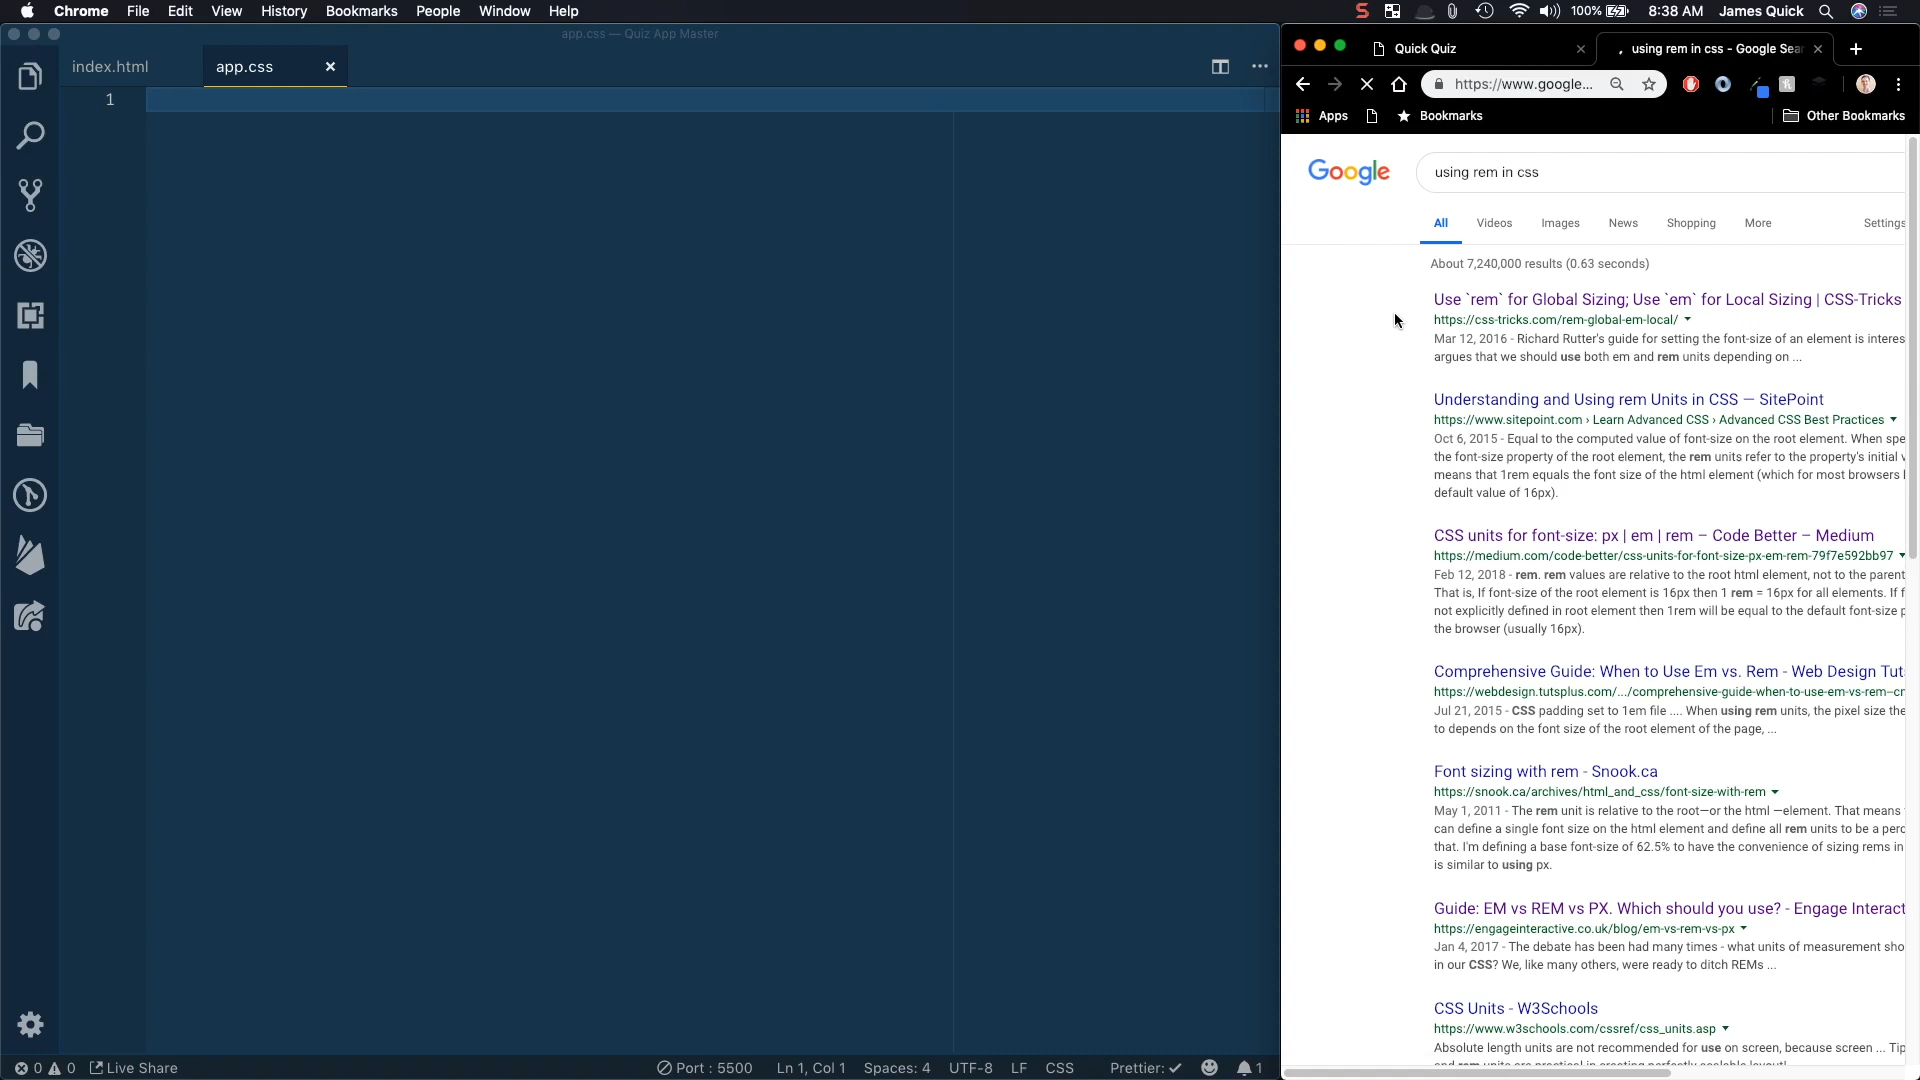 Chrome File Edit View History Bookmarks People Window Help
100% 8:38 AM James Quick
app.css — Quiz App Master
index.html
app.css
1
Quick Quiz
using rem in css - Google Sear
https://www.google...
Apps
Bookmarks
Other Bookmarks
Google
using rem in css
All Videos Images News Shopping More Settings
About 7,240,000 results (0.63 seconds)
Use `rem` for Global Sizing; Use `em` for Local Sizing | CSS-Tricks
https://css-tricks.com/rem-global-em-local/
Mar 12, 2016 - Richard Rutter's guide for setting the font-size of an element is interes
argues that we should use both em and rem units depending on ...
Understanding and Using rem Units in CSS — SitePoint
https://www.sitepoint.com › Learn Advanced CSS › Advanced CSS Best Practices
Oct 6, 2015 - Equal to the computed value of font-size on the root element. When spe
the font-size property of the root element, the rem units refer to the property's initial v
means that 1rem equals the font size of the html element (which for most browsers
default value of 16px).
CSS units for font-size: px | em | rem – Code Better – Medium
https://medium.com/code-better/css-units-for-font-size-px-em-rem-79f7e592bb97
Feb 12, 2018 - rem. rem values are relative to the root html element, not to the parent
That is, If font-size of the root element is 16px then 1 rem = 16px for all elements. If f
not explicitly defined in root element then 1rem will be equal to the default font-size p
the browser (usually 16px).
Comprehensive Guide: When to Use Em vs. Rem - Web Design Tut
https://webdesign.tutsplus.com/.../comprehensive-guide-when-to-use-em-vs-rem--cr
Jul 21, 2015 - CSS padding set to 1em file .... When using rem units, the pixel size the
to depends on the font size of the root element of the page, ...
Font sizing with rem - Snook.ca
https://snook.ca/archives/html_and_css/font-size-with-rem
May 1, 2011 - The rem unit is relative to the root—or the html —element. That means
can define a single font size on the html element and define all rem units to be a perc
that. I'm defining a base font-size of 62.5% to have the convenience of sizing rems in
is similar to using px.
Guide: EM vs REM vs PX. Which should you use? - Engage Interact
https://engageinteractive.co.uk/blog/em-vs-rem-vs-px
Jan 4, 2017 - The debate has been had many times - what units of measurement sho
in our CSS? We, like many others, were ready to ditch REMs ...
CSS Units - W3Schools
https://www.w3schools.com/cssref/css_units.asp
Absolute length units are not recommended for use on screen, because screen ... Tip
0 0 Live Share Port : 5500 Ln 1, Col 1 Spaces: 4 UTF-8 LF CSS Prettier: 1